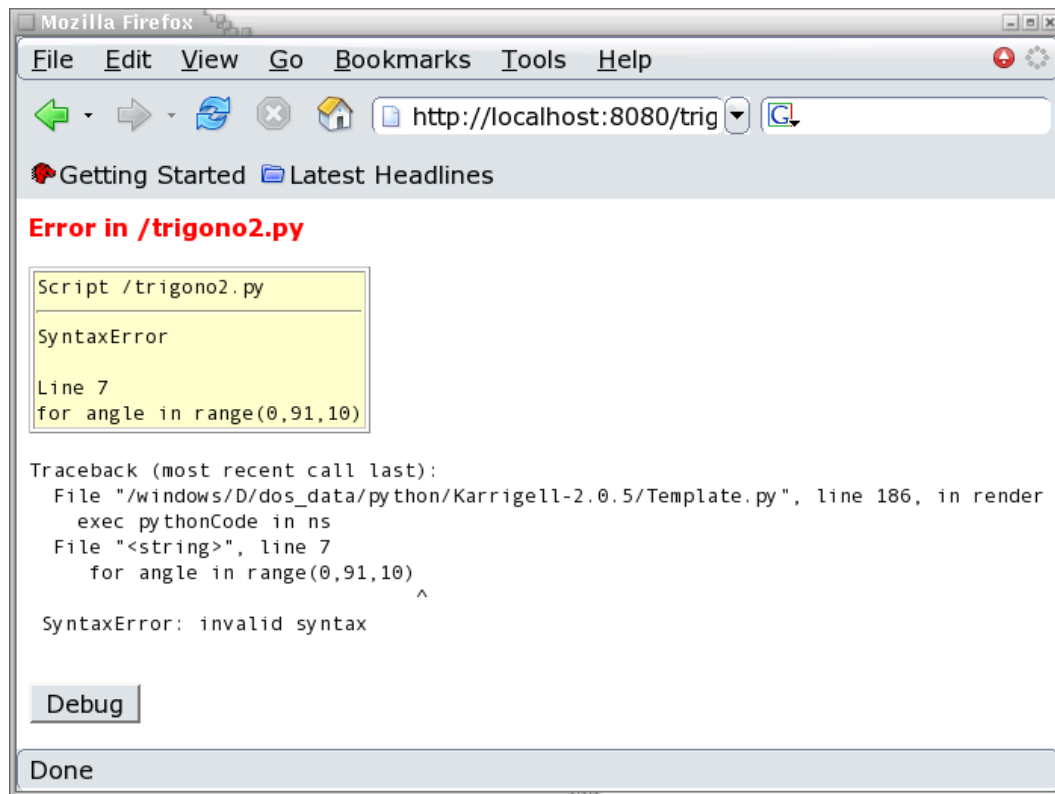 Mozilla Firefox
File Edit View Go Bookmarks Tools Help
http://localhost:8080/trig G
Getting Started Latest Headlines
Error in /trigono2.py
Script /trigono2.py
SyntaxError
Line 7
for angle in range(0,91,10)
Traceback (most recent call last):
File "/windows/D/dos_data/python/Karrigell-2.0.5/Template.py", line 186, in render
exec pythonCode in ns
File "<string>", line 7
for angle in range(0,91,10)
^
SyntaxError: invalid syntax
Debug
Done